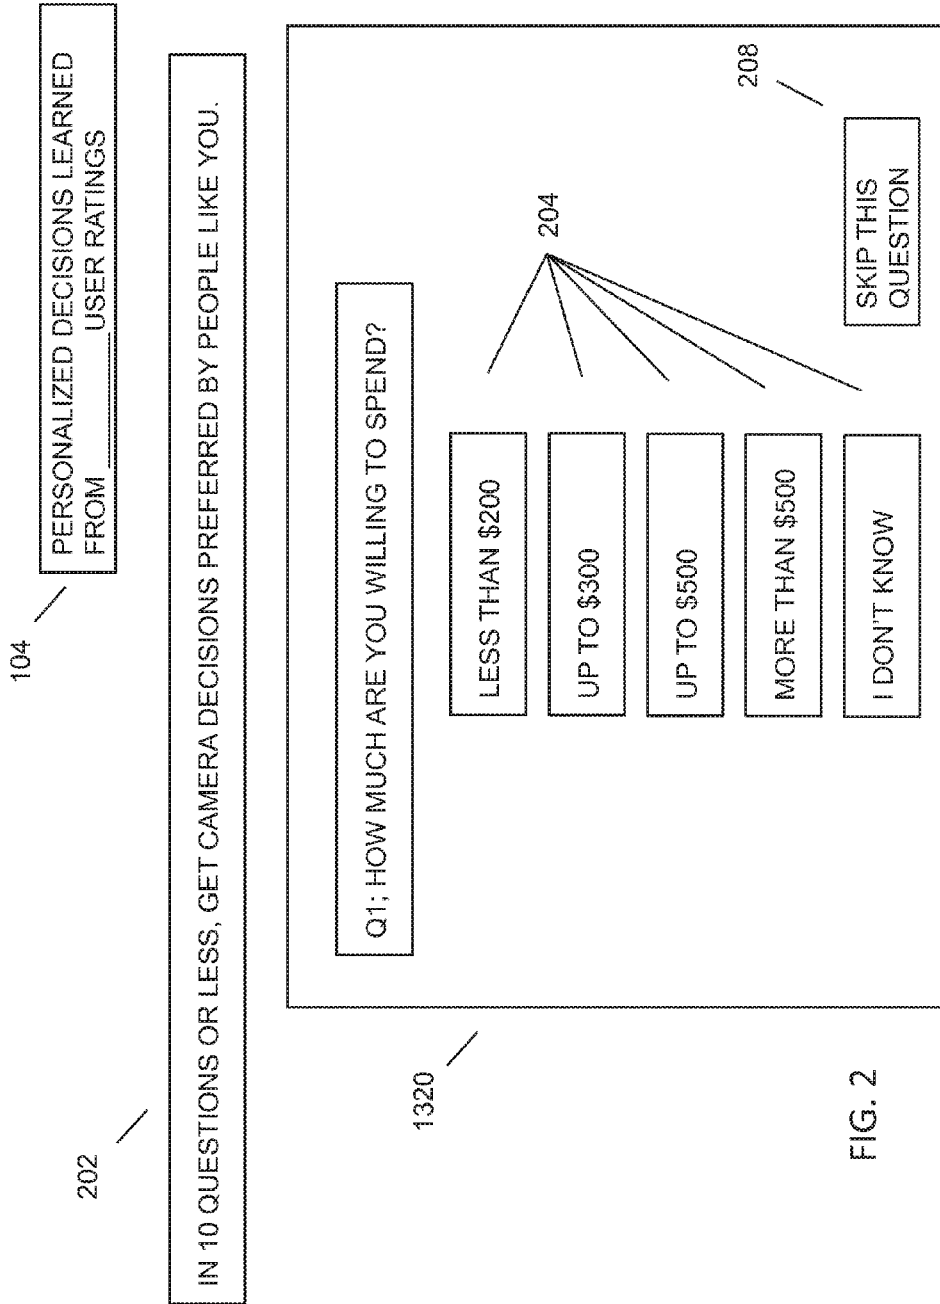 104
PERSONALIZED DECISIONS LEARNED
FROM ______ USER RATINGS
202
IN 10 QUESTIONS OR LESS, GET CAMERA DECISIONS PREFERRED BY PEOPLE LIKE YOU.
1320
Q1; HOW MUCH ARE YOU WILLING TO SPEND?
LESS THAN $200
UP TO $300
UP TO $500
MORE THAN $500
I DON'T KNOW
204
208
SKIP THIS
QUESTION
FIG. 2